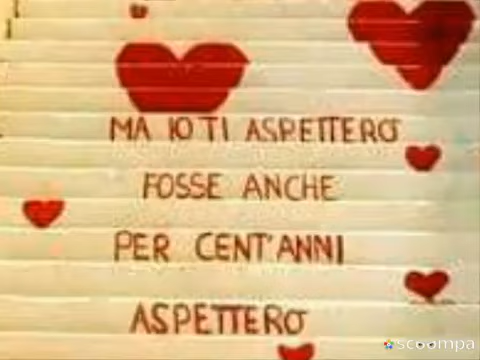 MA IO TI ASPETTERÒ
FOSSE ANCHE
PER CENT'ANNI
ASPETTERÒ
scoompa